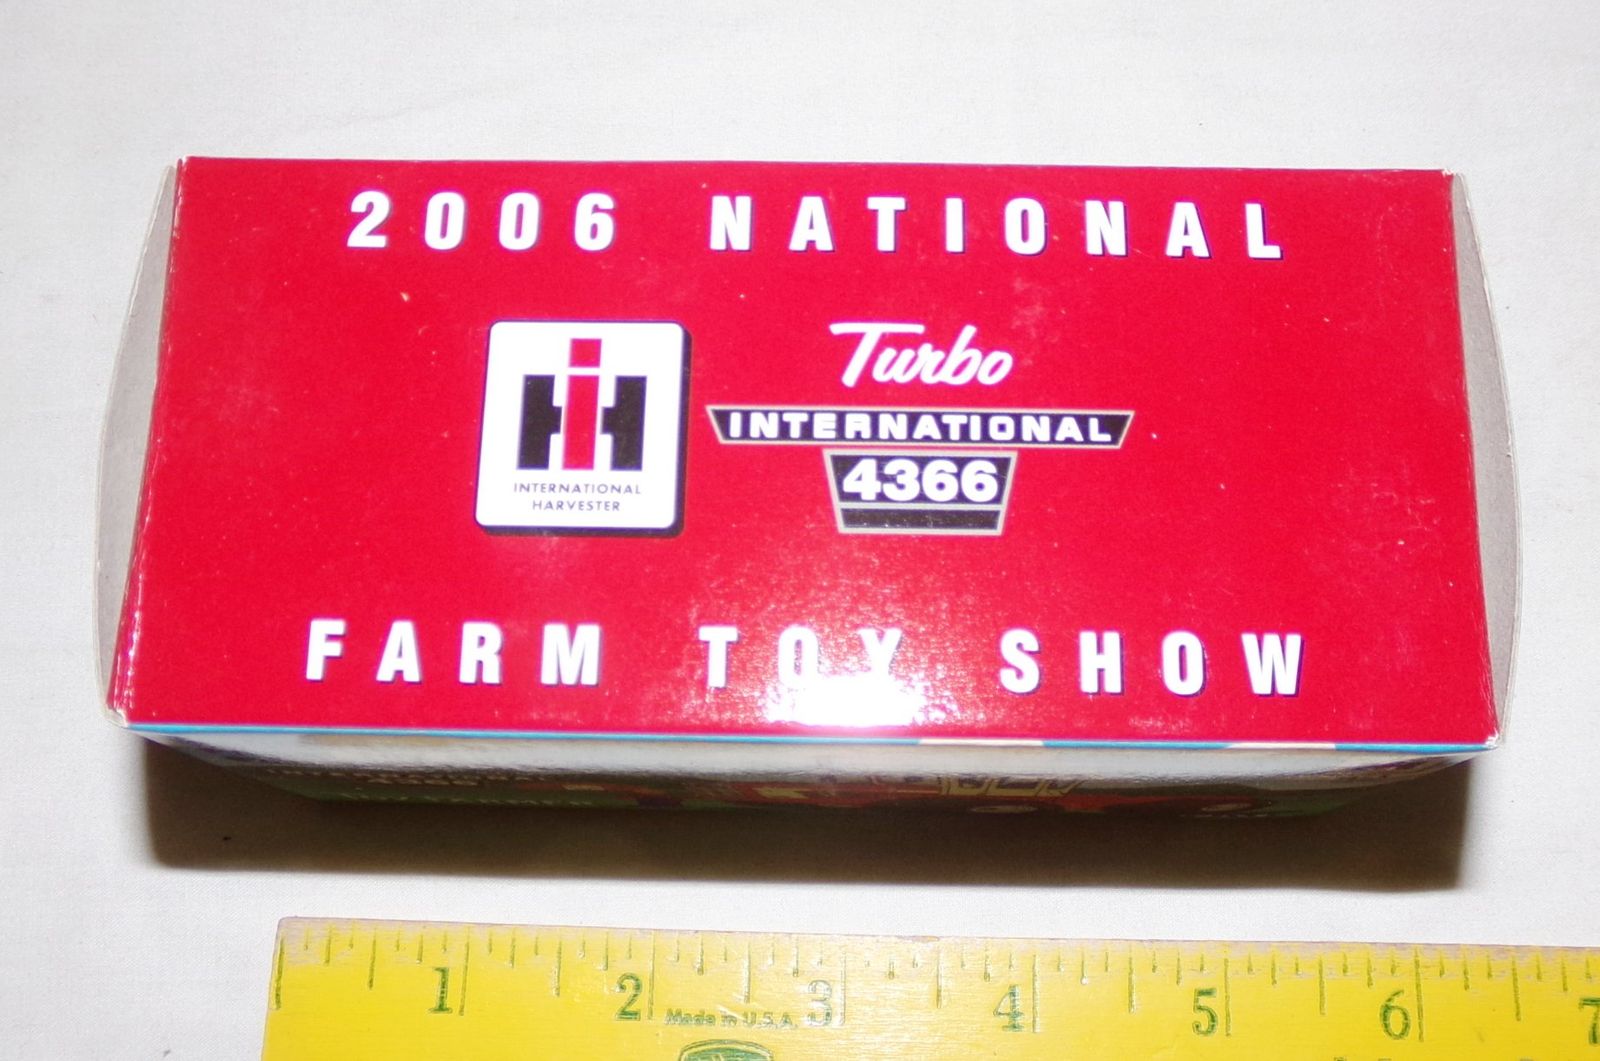 2006 NATIONAL
IH
INTERNATIONAL
HARVESTER
Turbo
INTERNATIONAL
4366
FARM TOY SHOW
1 2 3 4 5 6 7
Made in U.S.A.